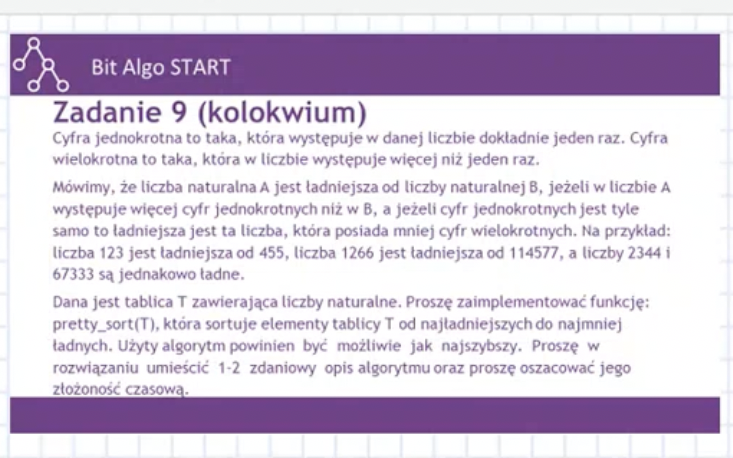 Bit Algo START
Zadanie 9 (kolokwium)
Cyfra jednokrotna to taka, która występuje w danej liczbie dokładnie jeden raz. Cyfra
wielokrotna to taka, która w liczbie występuje więcej niż jeden raz.
Mówimy, że liczba naturalna A jest ładniejsza od liczby naturalnej B, jeżeli w liczbie A
występuje więcej cyfr jednokrotnych niż w B, a jeżeli cyfr jednokrotnych jest tyle
samo to ładniejsza jest ta liczba, która posiada mniej cyfr wielokrotnych. Na przykład:
liczba 123 jest ładniejsza od 455, liczba 1266 jest ładniejsza od 114577, a liczby 2344 i
67333 są jednakowo ładne.
Dana jest tablica T zawierająca liczby naturalne. Proszę zaimplementować funkcję:
pretty_sort(T), która sortuje elementy tablicy T od najładniejszych do najmniej
ładnych. Użyty algorytm powinien być możliwie jak najszybszy. Proszę w
rozwiązaniu umieścić 1-2 zdaniowy opis algorytmu oraz proszę oszacować jego
złożoność czasową.